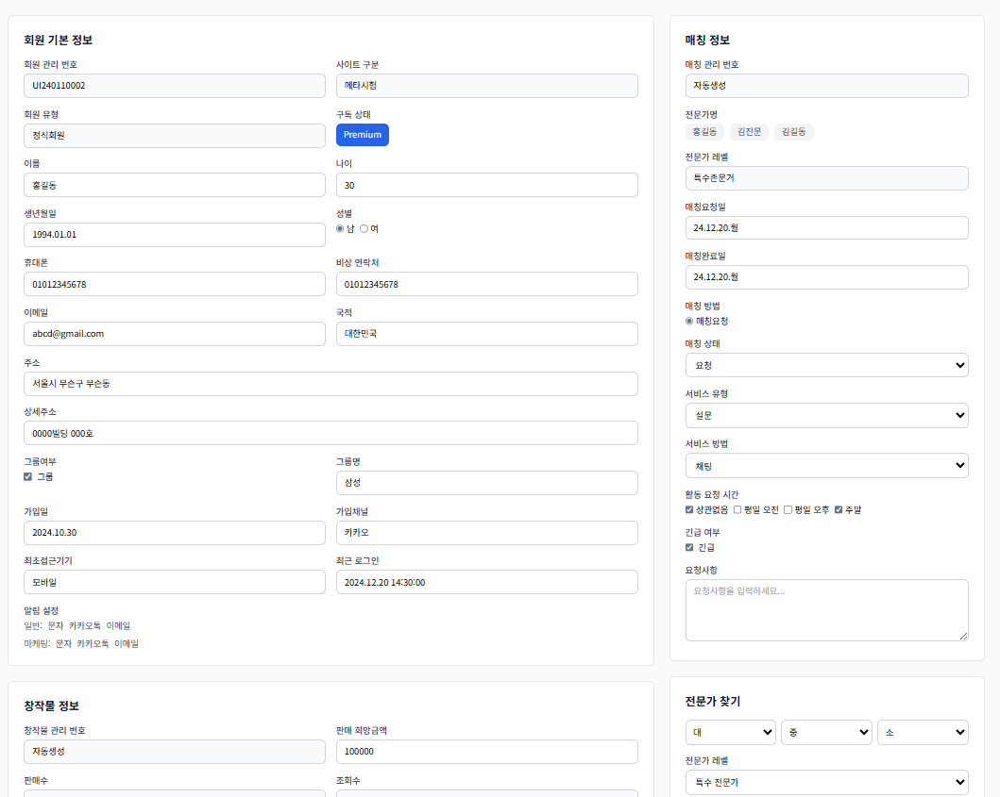 회원 기본 정보
회원 관리 번호
사이트 구분
UI240110002
메타시험
회원 유형
구독 상태
정식회원
Premium
이름
나이
홍길동
30
생년월일
성별
1994.01.01
남 여
휴대폰
비상 연락처
01012345678
01012345678
이메일
국적
abcd@gmail.com
대한민국
주소
서울시 무슨구 무슨동
상세주소
0000빌딩 000호
그룹여부
그룹명
그룹
삼성
가입일
가입채널
2024.10.30
카카오
최초접근기기
최근 로그인
모바일
2024.12.20 14:30:00
알림 설정
일반: 문자 카카오톡 이메일
마케팅: 문자 카카오톡 이메일
창작물 정보
창작물 관리 번호
판매 희망금액
자동생성
100000
판매수
조회수
매칭 정보
매칭 관리 번호
자동생성
전문가명
홍길동 김전문 김길동
전문가 레벨
특수존문거
매칭요청일
24.12.20.월
매칭완료일
24.12.20.월
매칭 방법
매칭요청
매칭 상태
요청
서비스 유형
설문
서비스 방법
채팅
활동 요청 시간
상관없음 평일 오전 평일 오후 주말
긴급 여부
긴급
요청사항
요청사항을 입력하세요...
전문가 찾기
대 중 소
전문가 레벨
특수 전문가